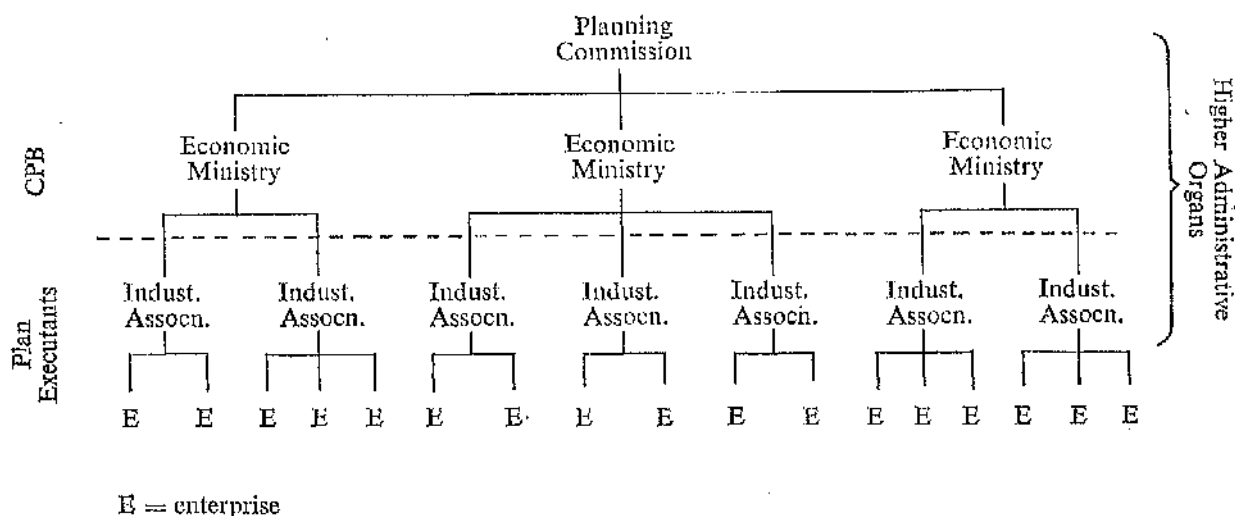 Planning
Commission
Economic
Ministry
Economic
Ministry
Economic
Ministry
CPB
Higher Administrative
Organs
Indust.
Assocn.
Indust.
Assocn.
Indust.
Assocn.
Indust.
Assocn.
Indust.
Assocn.
Indust.
Assocn.
Indust.
Assocn.
Plan
Executants
E E E E E E E E E E E E E E E E E
E = enterprise